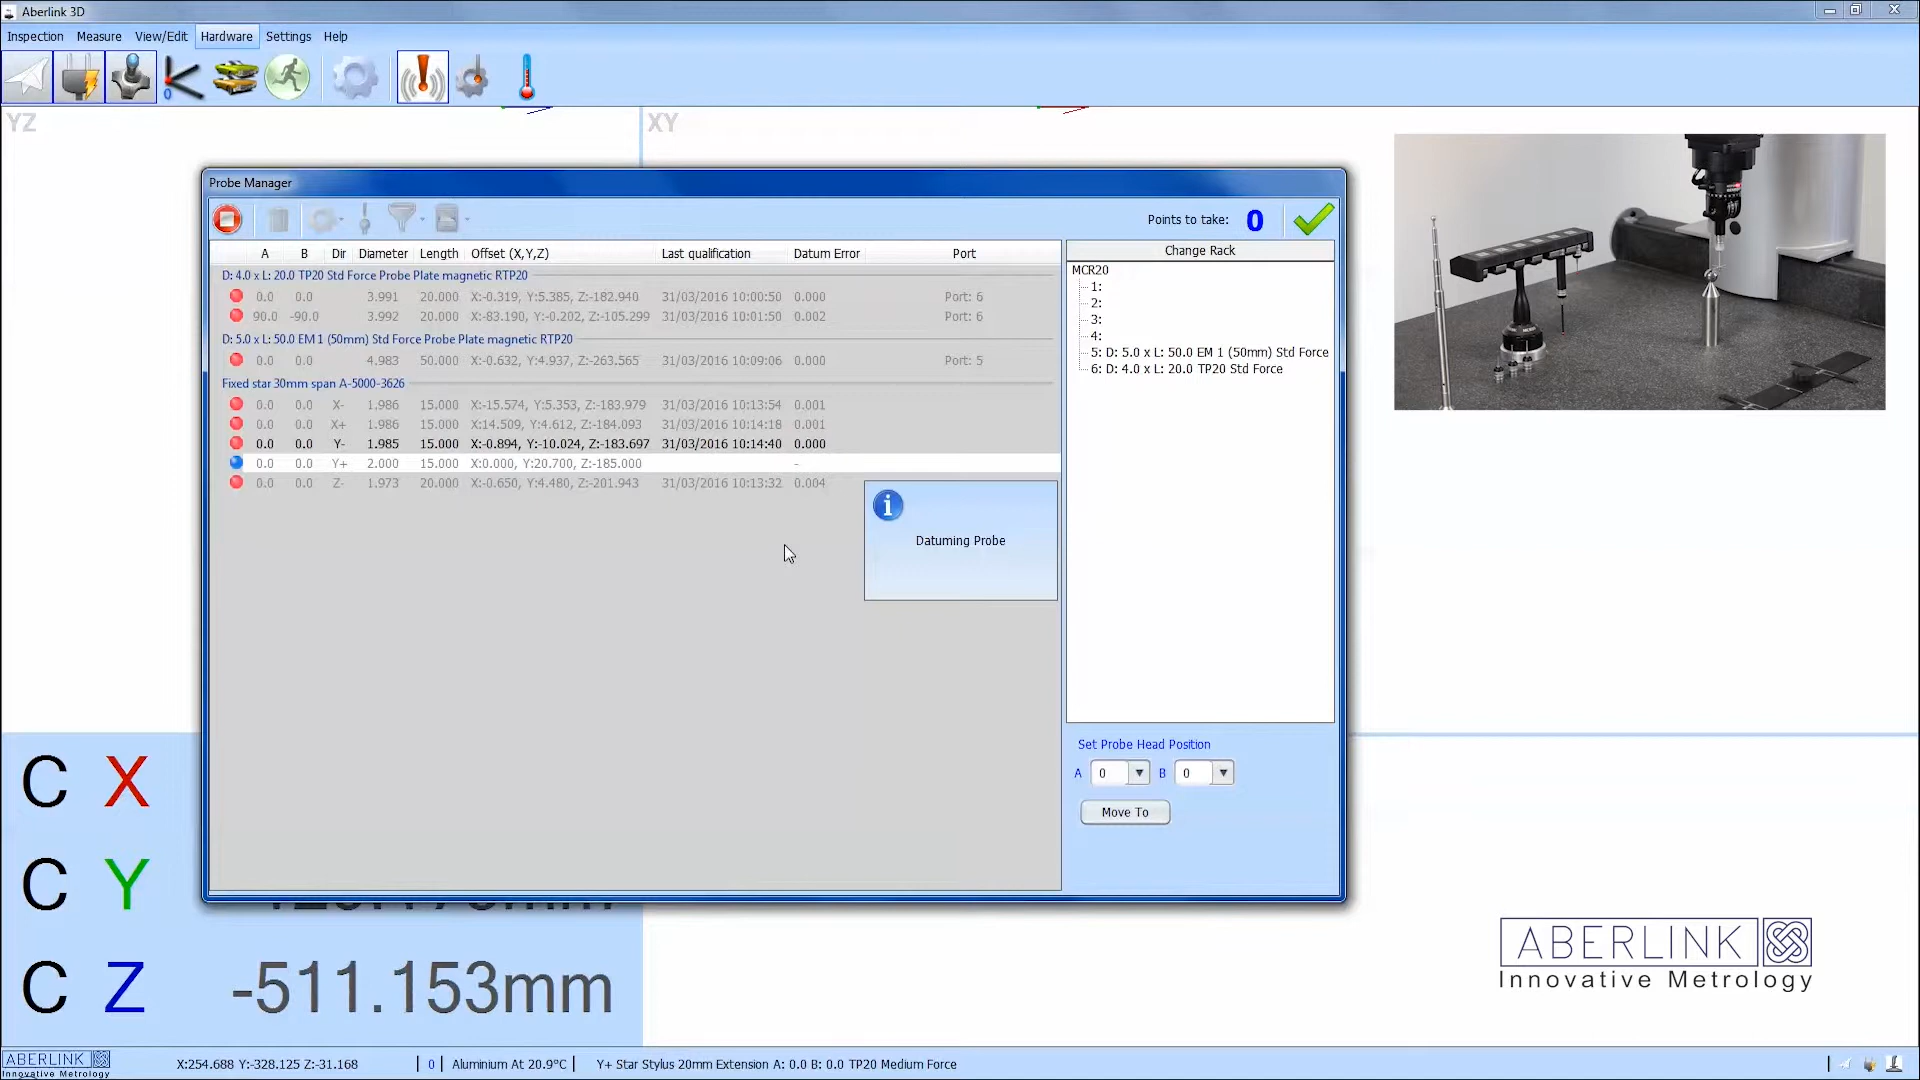 Aberlink 3D
Inspection Measure View/Edit Hardware Settings Help
YZ
XY
Probe Manager
Points to take: 0
A B Dir Diameter Length Offset (X,Y,Z) Last qualification Datum Error Port
D: 4.0 x L: 20.0 TP20 Std Force Probe Plate magnetic RTP20
0.0 0.0 3.991 20.000 X:-0.319, Y:5.385, Z:-182.940 31/03/2016 10:00:50 0.000 Port: 6
90.0 -90.0 3.992 20.000 X:-83.190, Y:-0.202, Z:-105.299 31/03/2016 10:01:50 0.002 Port: 6
D: 5.0 x L: 50.0 EM 1 (50mm) Std Force Probe Plate magnetic RTP20
0.0 0.0 4.983 50.000 X:-0.632, Y:4.937, Z:-263.565 31/03/2016 10:09:06 0.000 Port: 5
Fixed star 30mm span A-5000-3626
0.0 0.0 X- 1.986 15.000 X:-15.574, Y:5.353, Z:-183.979 31/03/2016 10:13:54 0.001
0.0 0.0 X+ 1.986 15.000 X:14.509, Y:4.612, Z:-184.093 31/03/2016 10:14:18 0.001
0.0 0.0 Y- 1.985 15.000 X:-0.894, Y:-10.024, Z:-183.697 31/03/2016 10:14:40 0.000
0.0 0.0 Y+ 2.000 15.000 X:0.000, Y:20.700, Z:-185.000 -
0.0 0.0 Z- 1.973 20.000 X:-0.650, Y:4.480, Z:-201.943 31/03/2016 10:13:32 0.004
Datuming Probe
Change Rack
MCR20
1:
2:
3:
4:
5: D: 5.0 x L: 50.0 EM 1 (50mm) Std Force
6: D: 4.0 x L: 20.0 TP20 Std Force
Set Probe Head Position
A 0 B 0
Move To
C X
C Y
C Z -511.153mm
ABERLINK
Innovative Metrology
ABERLINK
Innovative Metrology
X:254.688 Y:-328.125 Z:-31.168 0 Aluminium At 20.9°C Y+ Star Stylus 20mm Extension A: 0.0 B: 0.0 TP20 Medium Force